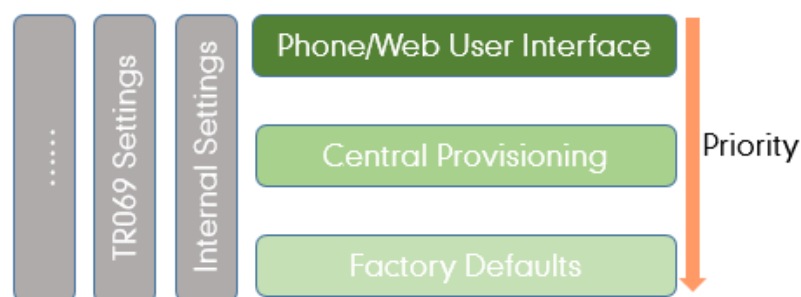 ......
TR069 Settings
Internal Settings
Phone/Web User Interface
Central Provisioning
Factory Defaults
Priority